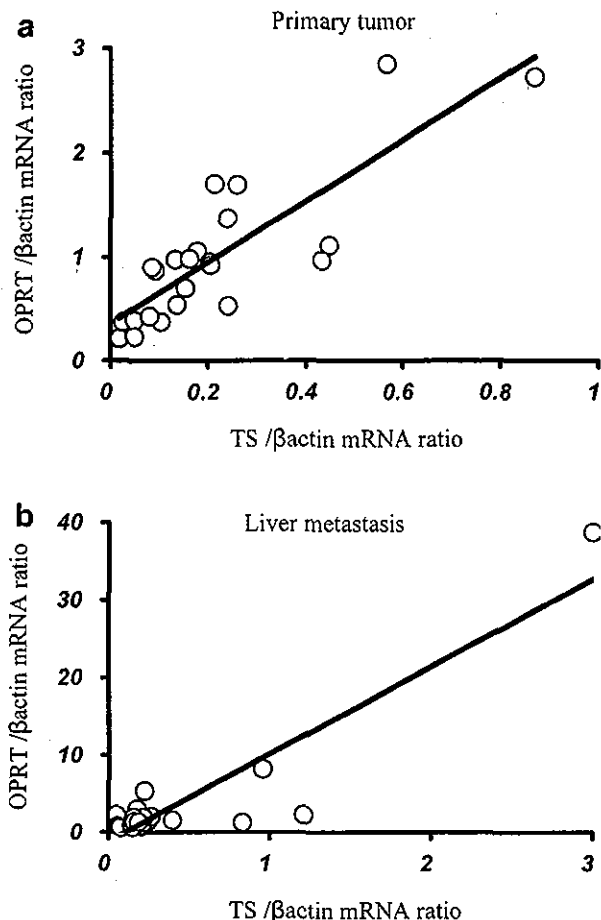 a
Primary tumor
3
2
1
0
OPRT /βactin mRNA ratio
0 0.2 0.4 0.6 0.8 1
TS /βactin mRNA ratio
b
Liver metastasis
40
30
20
10
0
OPRT /βactin mRNA ratio
0 1 2 3
TS /βactin mRNA ratio